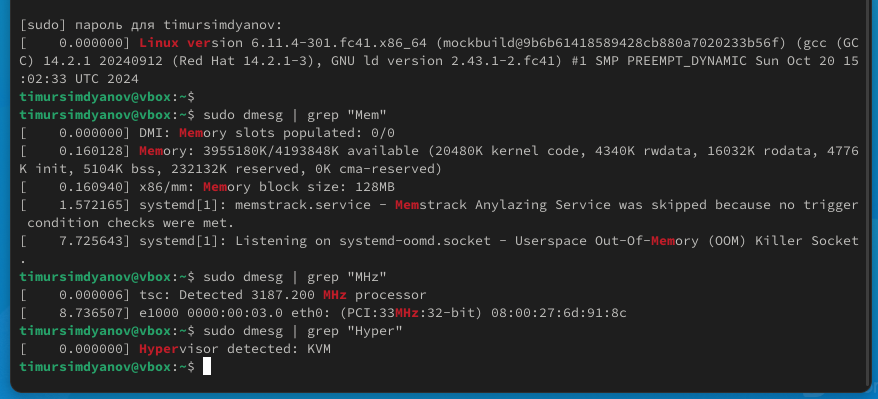 [sudo] пароль для timursimdyanov:
[    0.000000] Linux version 6.11.4-301.fc41.x86_64 (mockbuild@9b6b61418589428cb880a7020233b56f) (gcc (GC
C) 14.2.1 20240912 (Red Hat 14.2.1-3), GNU ld version 2.43.1-2.fc41) #1 SMP PREEMPT_DYNAMIC Sun Oct 20 15
:02:33 UTC 2024
timursimdyanov@vbox:~$
timursimdyanov@vbox:~$ sudo dmesg | grep "Mem"
[    0.000000] DMI: Memory slots populated: 0/0
[    0.160128] Memory: 3955180K/4193848K available (20480K kernel code, 4340K rwdata, 16032K rodata, 4776
K init, 5104K bss, 232132K reserved, 0K cma-reserved)
[    0.160940] x86/mm: Memory block size: 128MB
[    1.572165] systemd[1]: memstrack.service - Memstrack Anylazing Service was skipped because no trigger
 condition checks were met.
[    7.725643] systemd[1]: Listening on systemd-oomd.socket - Userspace Out-Of-Memory (OOM) Killer Socket
.
timursimdyanov@vbox:~$ sudo dmesg | grep "MHz"
[    0.000006] tsc: Detected 3187.200 MHz processor
[    8.736507] e1000 0000:00:03.0 eth0: (PCI:33MHz:32-bit) 08:00:27:6d:91:8c
timursimdyanov@vbox:~$ sudo dmesg | grep "Hyper"
[    0.000000] Hypervisor detected: KVM
timursimdyanov@vbox:~$